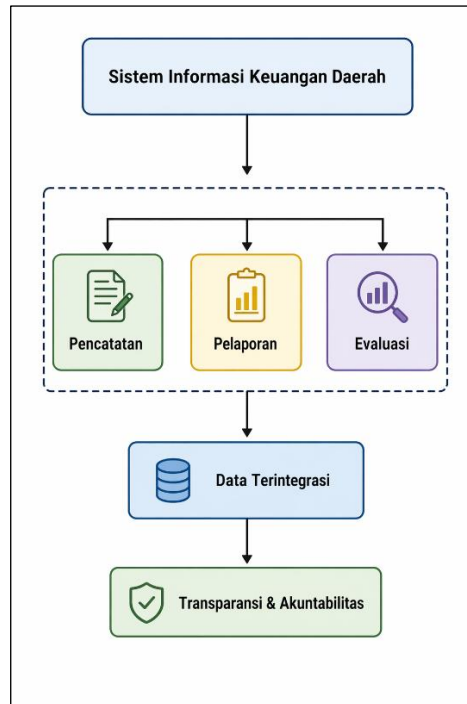 Sistem Informasi Keuangan Daerah
Pencatatan
Pelaporan
Evaluasi
Data Terintegrasi
Transparansi & Akuntabilitas